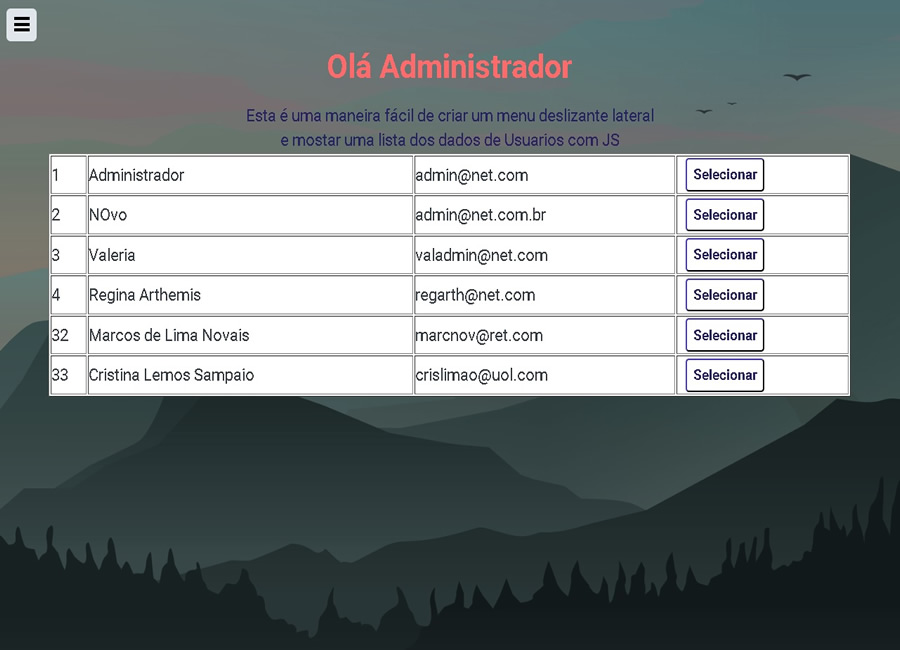 Olá Administrador
Esta é uma maneira fácil de criar um menu deslizante lateral
e mostar uma lista dos dados de Usuarios com JS
1 Administrador admin@net.com Selecionar
2 NOvo admin@net.com.br Selecionar
3 Valeria valadmin@net.com Selecionar
4 Regina Arthemis regarth@net.com Selecionar
32 Marcos de Lima Novais marcnov@ret.com Selecionar
33 Cristina Lemos Sampaio crislimao@uol.com Selecionar